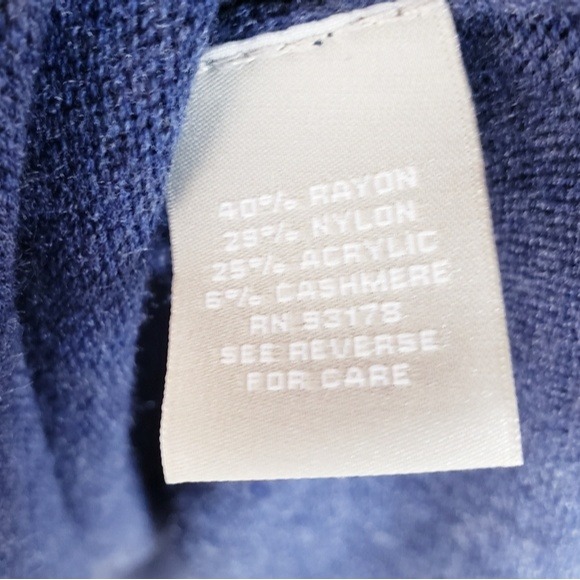 40% RAYON
29% NYLON
25% ACRYLIC
6% CASHMERE
RN 93178
SEE REVERSE
FOR CARE